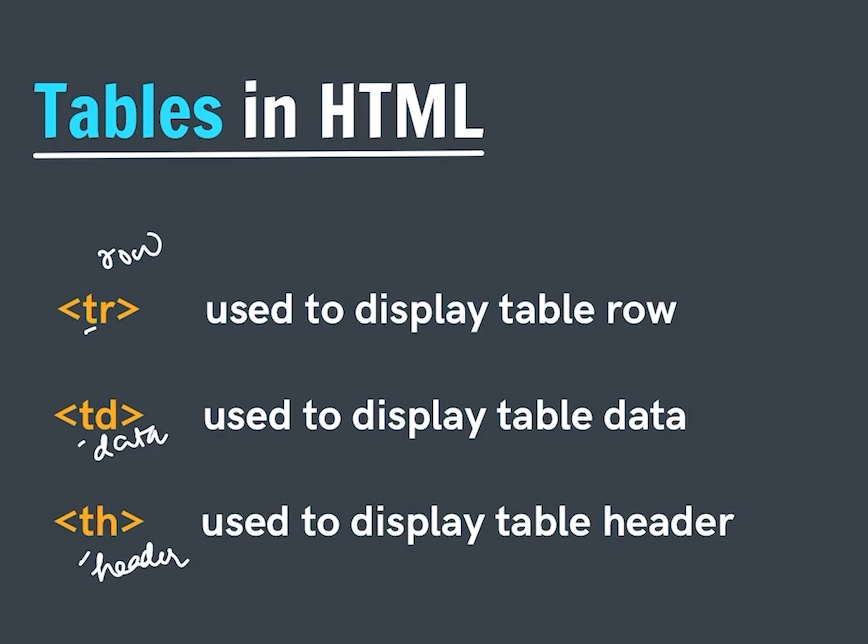 Tables in HTML
row
<tr> used to display table row
<td> used to display table data
data
<th> used to display table header
header